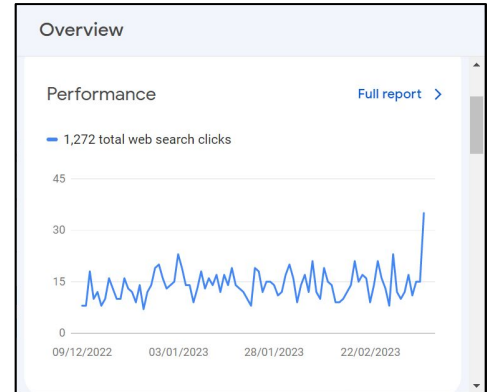 Overview
Performance
Full report
1,272 total web search clicks
45
30
15
0
09/12/2022 03/01/2023 28/01/2023 22/02/2023